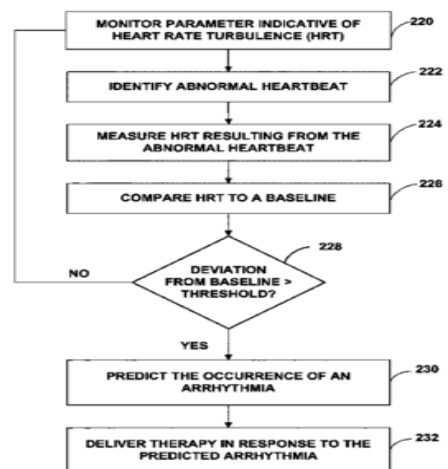 MONITOR PARAMETER INDICATIVE OF
HEART RATE TURBULENCE (HRT)
220
IDENTIFY ABNORMAL HEARTBEAT
222
MEASURE HRT RESULTING FROM THE
ABNORMAL HEARTBEAT
224
COMPARE HRT TO A BASELINE
226
228
DEVIATION
FROM BASELINE >
THRESHOLD?
NO
YES
PREDICT THE OCCURRENCE OF AN
ARRHYTHMIA
230
DELIVER THERAPY IN RESPONSE TO THE
PREDICTED ARRHYTHMIA
232